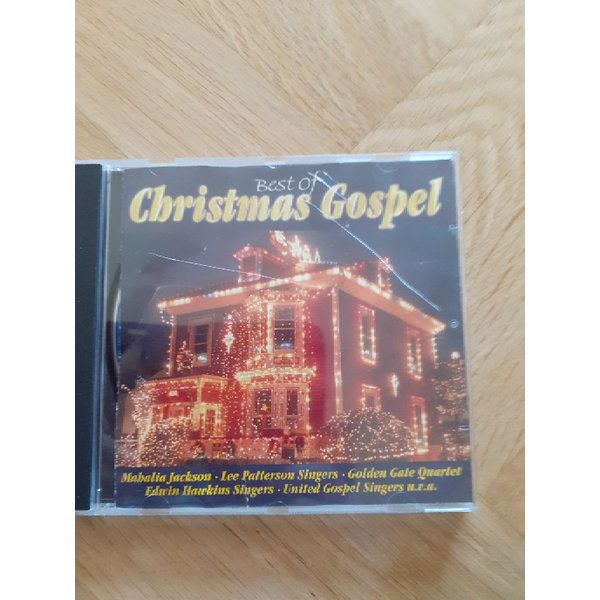 Best Of
Christmas Gospel
Mahalia Jackson · Lee Patterson Singers · Golden Gate Quartet
Edwin Hawkins Singers · United Gospel Singers u.v.a.